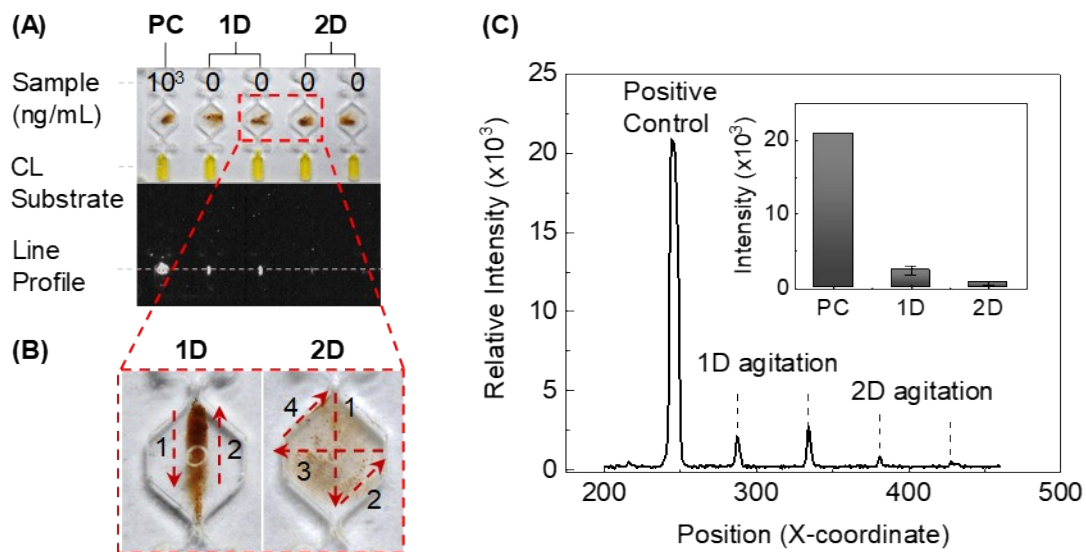 (A)
PC 1D 2D
Sample
(ng/mL)
10³ 0 0 0 0
CL
Substrate
Line
Profile
(B)
1D 2D
1 2
4 1
3 2
(C)
Relative Intensity (x10³)
25
20
15
10
5
0
Positive
Control
1D agitation
2D agitation
200 300 400 500
Position (X-coordinate)
Intensity (x10³)
20
10
0
PC 1D 2D